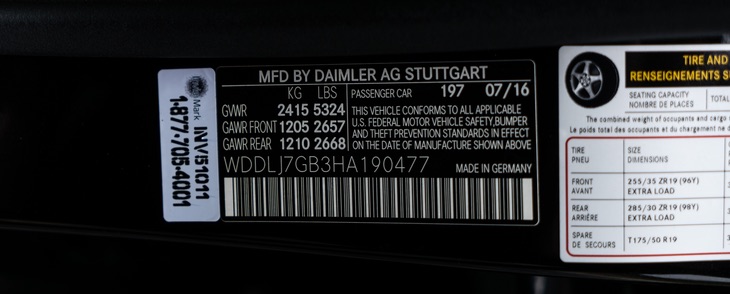 MFD BY DAIMLER AG STUTTGART
KG LBS PASSENGER CAR 197 07/16
GVWR 2415 5324
GAWR FRONT 1205 2657
GAWR REAR 1210 2668
THIS VEHICLE CONFORMS TO ALL APPLICABLE
U.S. FEDERAL MOTOR VEHICLE SAFETY,BUMPER
AND THEFT PREVENTION STANDARDS IN EFFECT
ON THE DATE OF MANUFACTURE SHOWN ABOVE.
WDDLJ7GB3HA190477
MADE IN GERMANY
Mark
INV51011
1-877-705-4001
TIRE AND
RENSEIGNEMENTS S
SEATING CAPACITY
NOMBRE DE PLACES
TOTAL
The combined weight of occupants and cargo
Le poids total des occupants et du chargement
TIRE SIZE
PNEU DIMENSIONS
FRONT 255/35 ZR19 (96Y)
AVANT EXTRA LOAD
REAR 285/30 ZR19 (98Y)
ARRIÈRE EXTRA LOAD
SPARE T175/50 R19
DE SECOURS